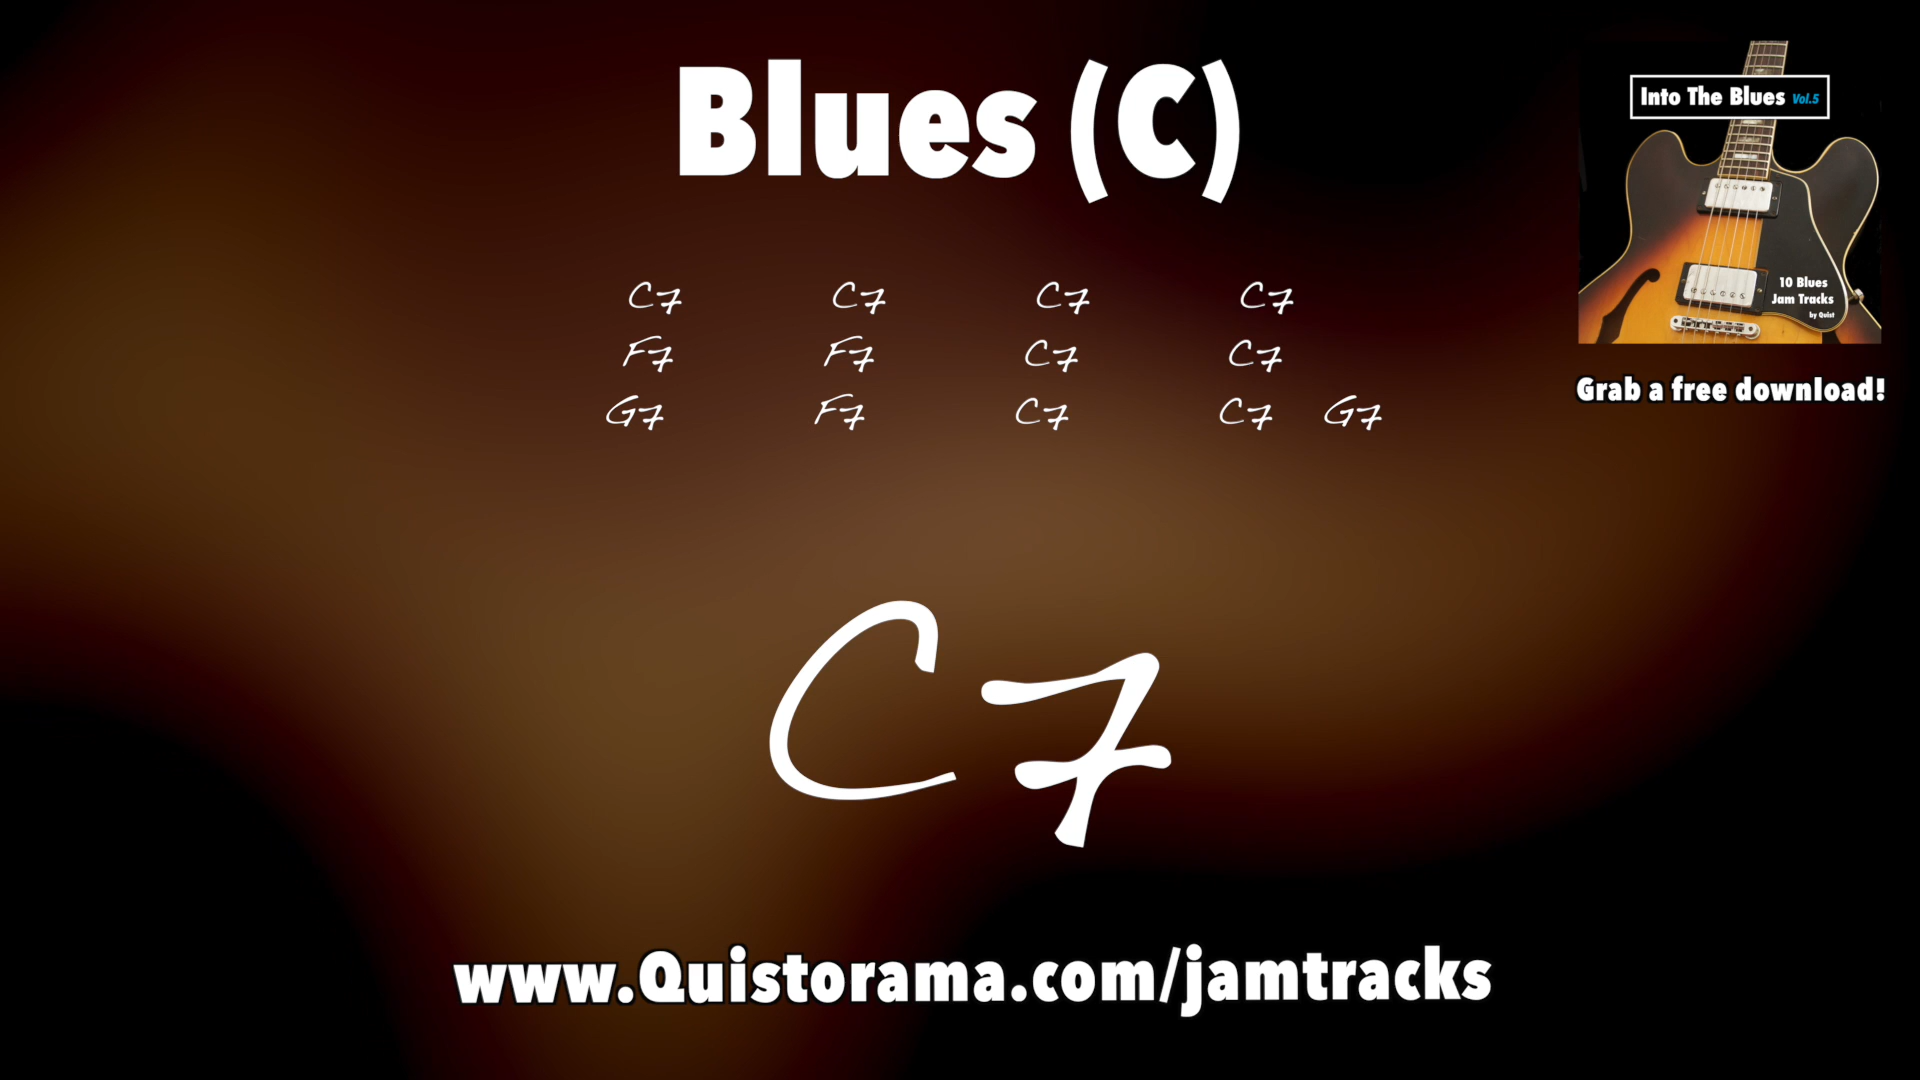 Blues (C)
Into The Blues Vol.5
10 Blues
Jam Tracks
by Quist
Grab a free download!
C7 C7 C7 C7
F7 F7 C7 C7
G7 F7 C7 C7 G7
C7
www.Quistorama.com/jamtracks